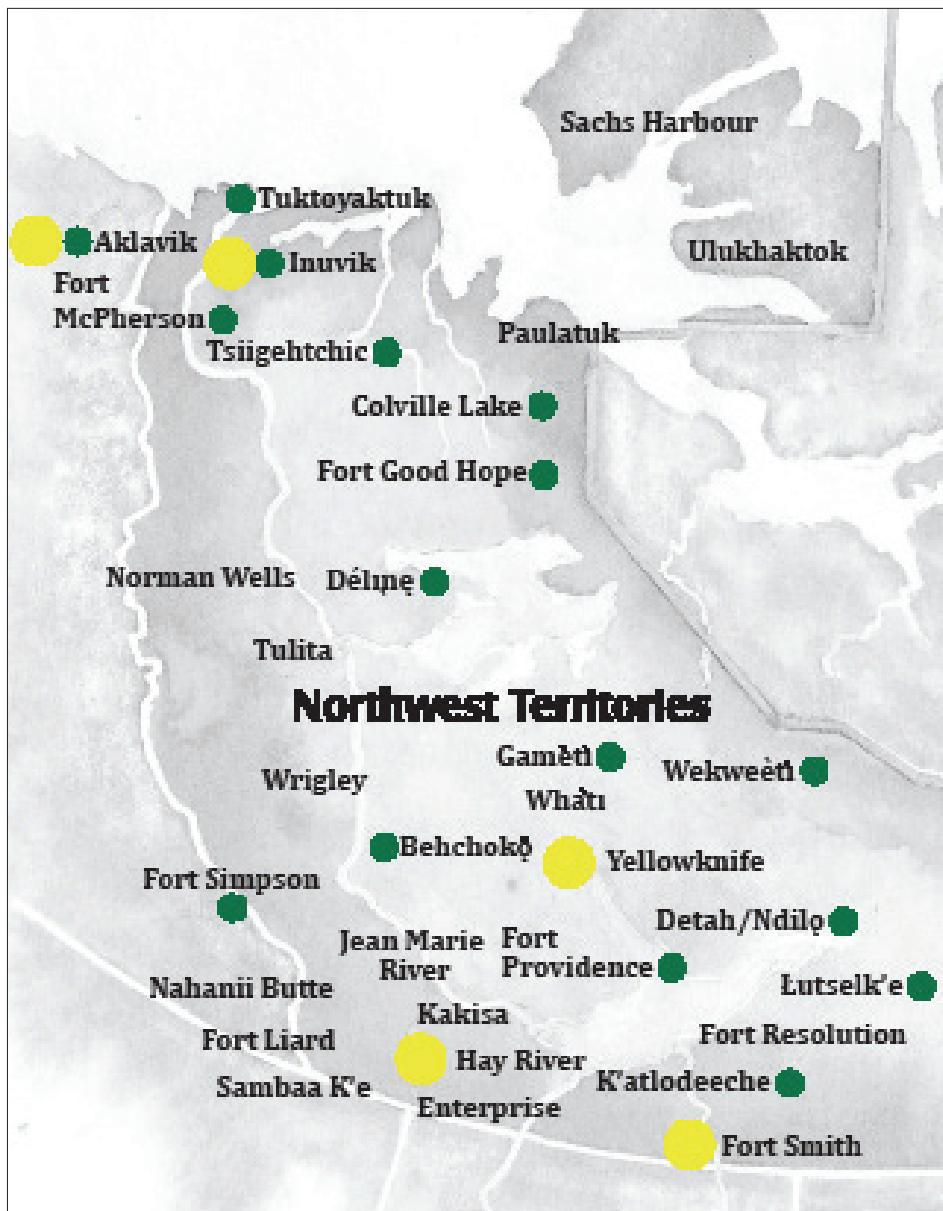 Sachs Harbour
Tuktoyaktuk
Aklavik
Ulukhaktok
Inuvik
Fort
McPherson
Paulatuk
Tsiigehtchic
Colville Lake
Fort Good Hope
Norman Wells
Délı̨nę
Tulita
Northwest Territories
Gamètì
Wekweètì
Wrigley
Whatì
Behchokǫ̀
Yellowknife
Fort Simpson
Detah/Ndilǫ
Jean Marie
River
Fort
Providence
Nahanii Butte
Łutselk'e
Kakisa
Fort Resolution
Fort Liard
Hay River
Sambaa K'e
K'atlodeeche
Enterprise
Fort Smith